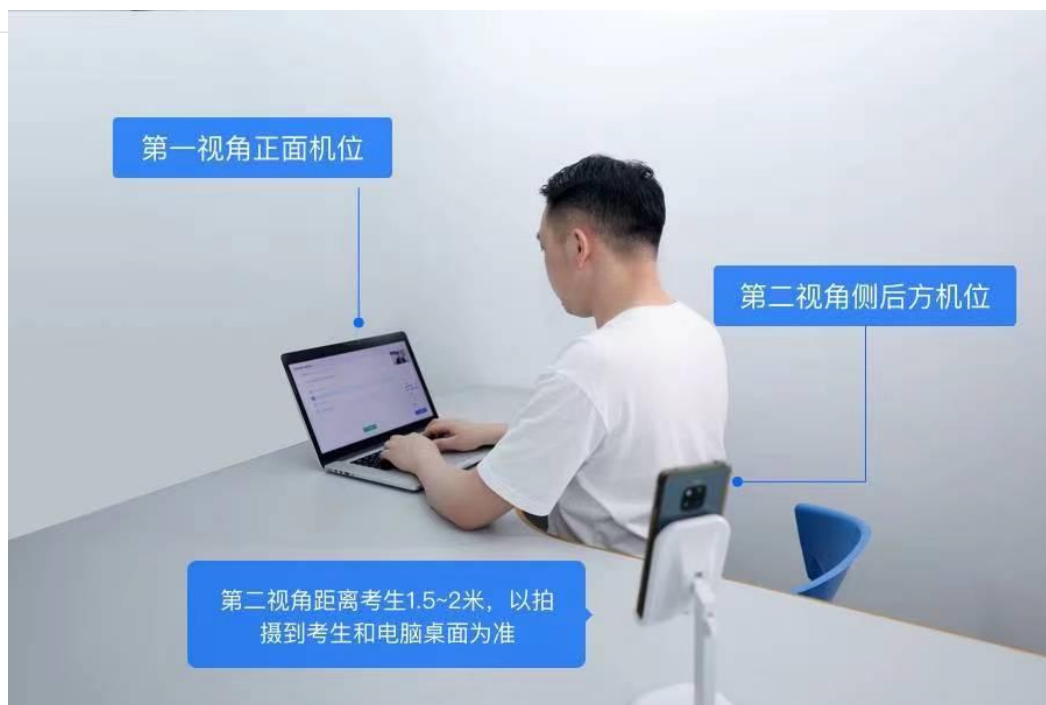 第一视角正面机位
第二视角侧后方机位
第二视角距离考生1.5~2米，以拍
摄到考生和电脑桌面为准